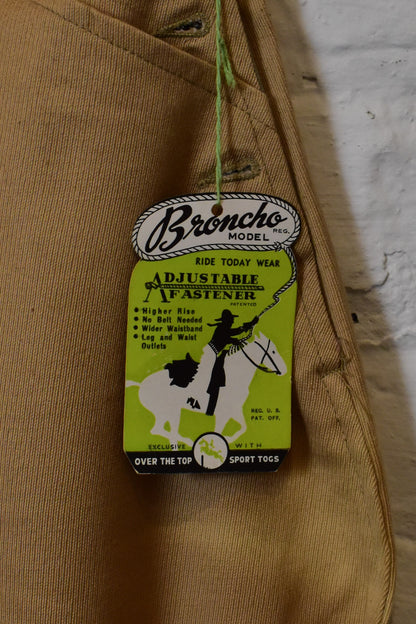 Broncho
REG.
MODEL
RIDE TODAY WEAR
ADJUSTABLE
FASTENER
PATENTED
• Higher Rise
• No Belt Needed
• Wider Waistband
• Leg and Waist
Outlets
REG. U. S.
PAT. OFF.
EXCLUSIVE WITH
OVER THE TOP SPORT TOGS